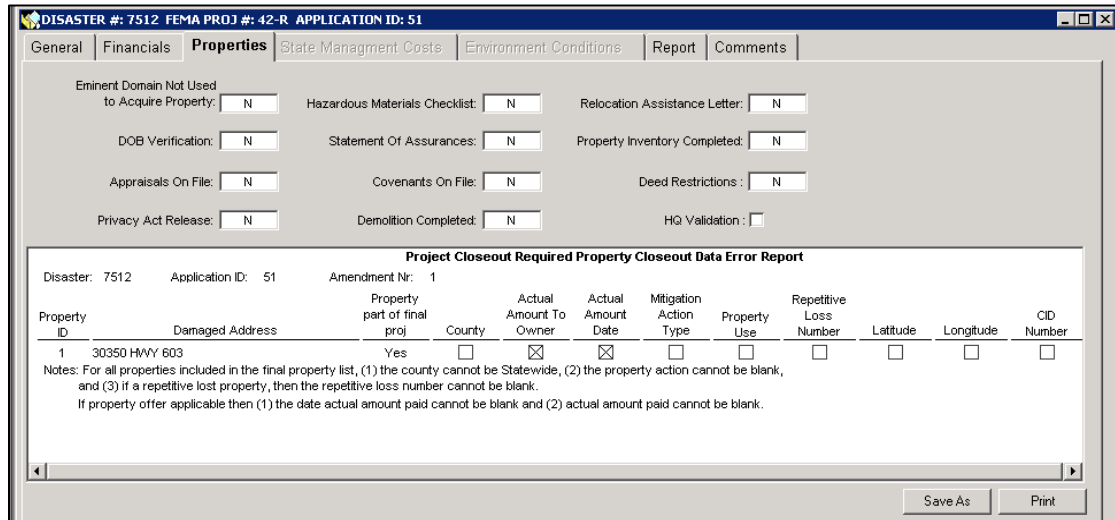 DISASTER #: 7512 FEMA PROJ #: 42-R APPLICATION ID: 51
General Financials Properties State Managment Costs Environment Conditions Report Comments
Eminent Domain Not Used
to Acquire Property: N Hazardous Materials Checklist: N Relocation Assistance Letter: N
DOB Verification: N Statement Of Assurances: N Property Inventory Completed: N
Appraisals On File: N Covenants On File: N Deed Restrictions : N
Privacy Act Release: N Demolition Completed: N HQ Validation :
Project Closeout Required Property Closeout Data Error Report
Disaster: 7512 Application ID: 51 Amendment Nr: 1
Property Actual Actual Mitigation Repetitive
Property part of final Amount To Amount Action Property Loss CID
ID Damaged Address proj County Owner Date Type Use Number Latitude Longitude Number
1 30350 HWY 603 Yes
Notes: For all properties included in the final property list, (1) the county cannot be Statewide, (2) the property action cannot be blank,
and (3) if a repetitive lost property, then the repetitive loss number cannot be blank.
If property offer applicable then (1) the date actual amount paid cannot be blank and (2) actual amount paid cannot be blank.
Save As Print